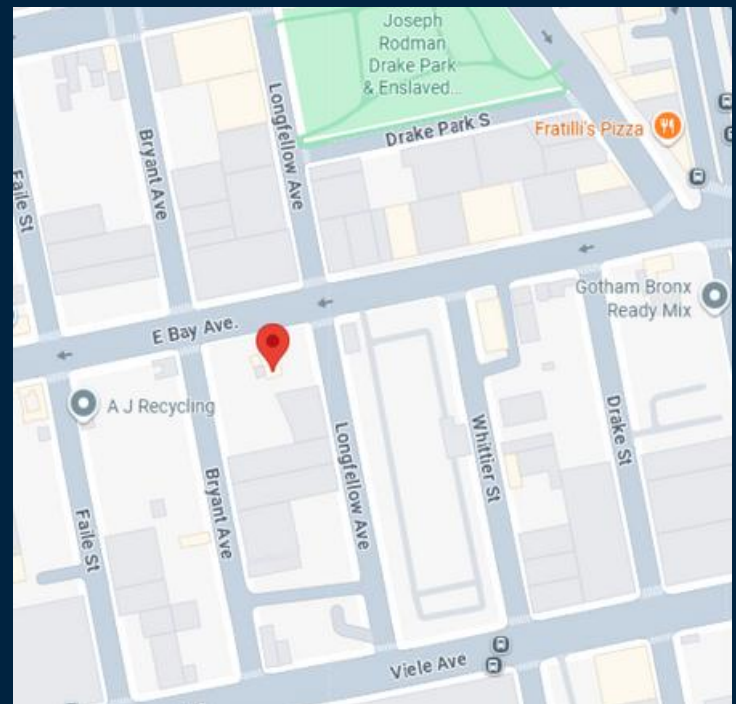 Joseph
Rodman
Drake Park
& Enslaved...
Drake Park S
Fratilli's Pizza
Longfellow Ave
Bryant Ave
Faile St
E Bay Ave.
Gotham Bronx
Ready Mix
A J Recycling
Faile St
Bryant Ave
Longfellow Ave
Whittier St
Drake St
Viele Ave